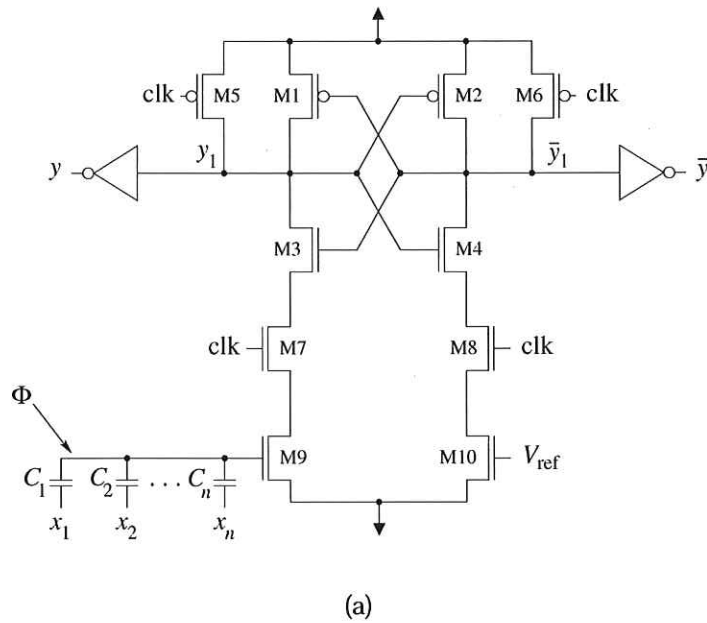 clk M5 M1 M2 M6 clk
y y₁ ȳ₁ ȳ
M3 M4
clk M7 M8 clk
Φ
M9 M10 V_ref
C₁ C₂ ... Cₙ
x₁ x₂ xₙ
(a)